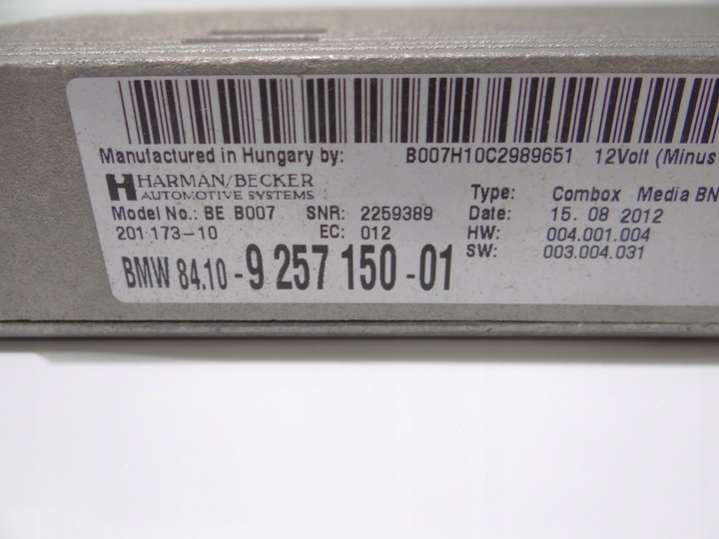 Manufactured in Hungary by: B007H10C2989651 12Volt (Minus
HARMAN/BECKER
AUTOMOTIVE SYSTEMS
Type: Combox Media BN
Model No.: BE B007 SNR: 2259389 Date: 15. 08 2012
201 173-10 EC: 012 HW: 004.001.004
SW: 003.004.031
BMW 84.10-9 257 150-01